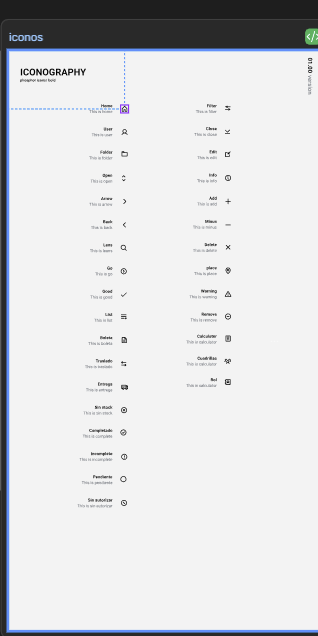 iconos
</>
ICONOGRAPHY
phosphor icons/ bold
01.00 version
Home
This is home
User
This is user
Folder
This is folder
Open
This is open
Arrow
This is arrow
Back
This is back
Lens
This is leans
Go
This is go
Good
This is good
List
This is list
Boleta
This is boleta
Traslado
This is traslado
Entrega
This is entrega
Sin stock
This is sin stock
Completado
This is complete
Incompleto
This is incomplete
Pendiente
This is pendiente
Sin autorizar
This is sin autorizar
Filter
This is filter
Close
This is close
Edit
This is edit
Info
This is info
Add
This is add
Minus
This is minus
Delete
This is delete
place
This is place
Warning
This is warning
Remove
This is remove
Calculator
This is calculator
Cuadrillas
This is calculator
Rol
This is calculator